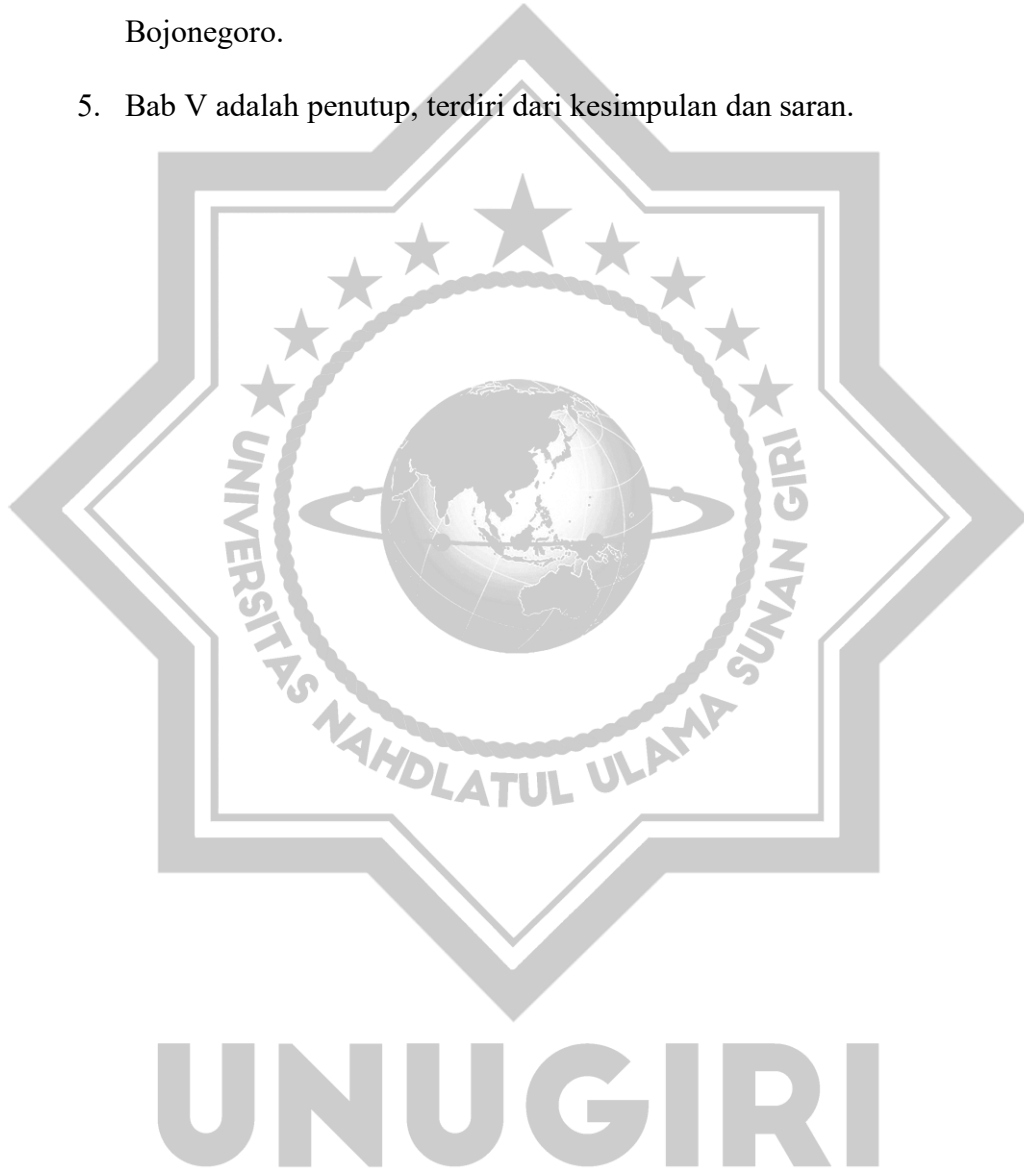 Bojonegoro.
5. Bab V adalah penutup, terdiri dari kesimpulan dan saran.
UNIVERSITAS NAHDLATUL ULAMA SUNAN GIRI
UNUGIRI